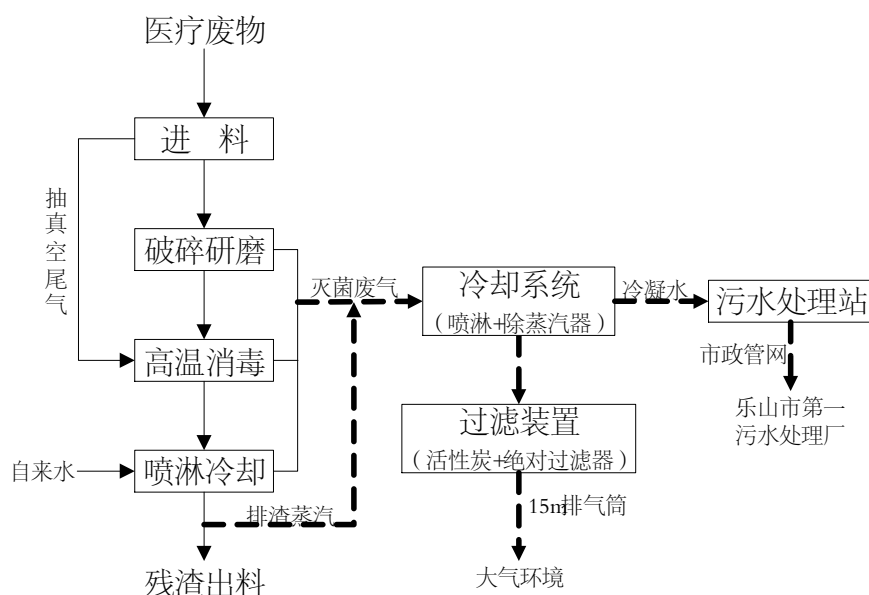 医疗废物
进 料
抽真空尾气
破碎研磨
灭菌废气
冷却系统
（喷淋+除蒸汽器）
冷凝水
污水处理站
市政管网
高温消毒
乐山市第一
污水处理厂
过滤装置
（活性炭+绝对过滤器）
自来水
喷淋冷却
排渣蒸汽
15m排气筒
残渣出料
大气环境